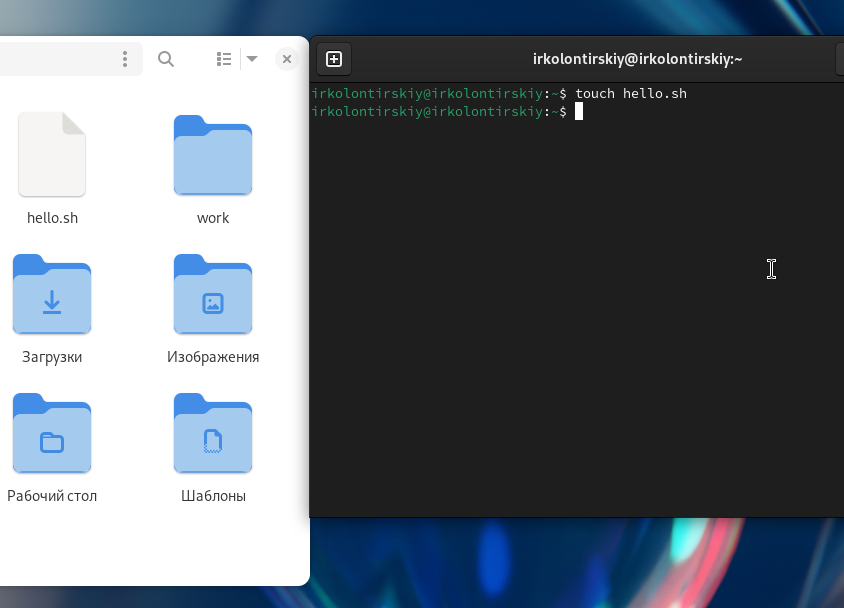 irkolontirskiy@irkolontirskiy:~
irkolontirskiy@irkolontirskiy:~$ touch hello.sh
irkolontirskiy@irkolontirskiy:~$
hello.sh
work
Загрузки
Изображения
Рабочий стол
Шаблоны